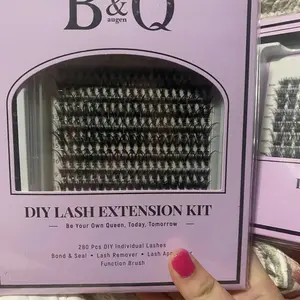 B&Q
augen
DIY LASH EXTENSION KIT
Be Your Own Queen, Today, Tomorrow
280 Pcs DIY Individual Lashes
Bond & Seal • Lash Remover • Lash
Function Brush